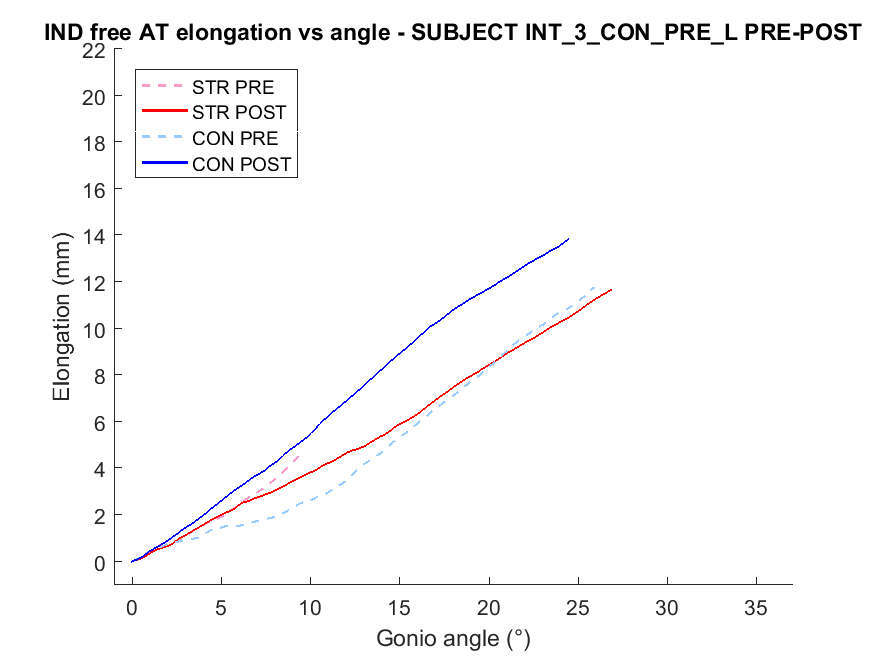 IND free AT elongation vs angle - SUBJECT INT_3_CON_PRE_L PRE-POST
22
20
18
16
14
12
10
8
6
4
2
0
STR PRE
STR POST
CON PRE
CON POST
Elongation (mm)
0 5 10 15 20 25 30 35
Gonio angle (°)